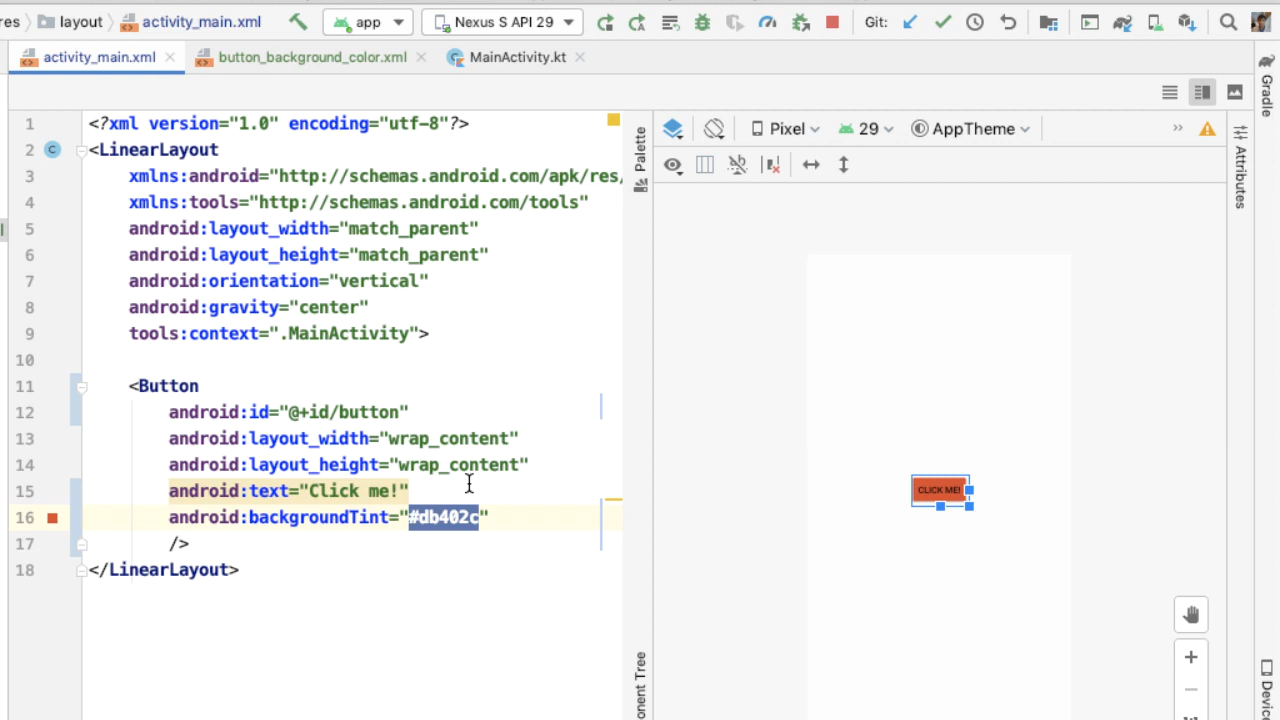 res layout activity_main.xml app Nexus S API 29 Git:
activity_main.xml button_background_color.xml MainActivity.kt
1 <?xml version="1.0" encoding="utf-8"?>
2 <LinearLayout
3 xmlns:android="http://schemas.android.com/apk/res/
4 xmlns:tools="http://schemas.android.com/tools"
5 android:layout_width="match_parent"
6 android:layout_height="match_parent"
7 android:orientation="vertical"
8 android:gravity="center"
9 tools:context=".MainActivity">
10
11 <Button
12 android:id="@+id/button"
13 android:layout_width="wrap_content"
14 android:layout_height="wrap_content"
15 android:text="Click me!"
16 android:backgroundTint="#db402c"
17 />
18 </LinearLayout>
Palette
onent Tree
Pixel 29 AppTheme
CLICK ME!
Attributes
Gradle
Devic